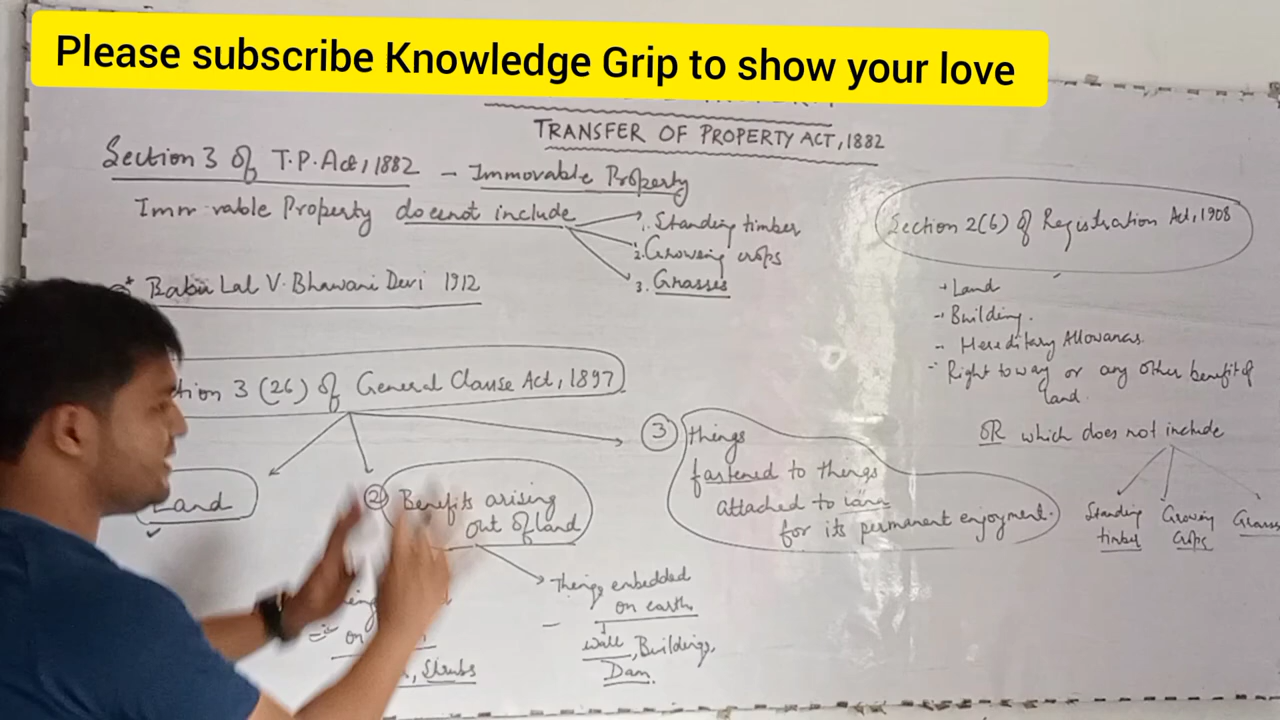 Please subscribe Knowledge Grip to show your love
TRANSFER OF PROPERTY ACT, 1882
Section 3 of T.P. Act, 1882 - Immovable Property
Imm vable Property doesnot include
1. Standing timber
2. Growing crops
3. Grasses
Babu Lal V. Bhawani Devi 1912
tion 3 (26) of General Clause Act, 1897
Land
② Benefits arising
out of land
③ things
fastened to things
attached to land
for its permanent enjoyment.
Things embedded
on earth
wall, Buildings,
Dam.
Shrubs
Section 2(6) of Registration Act, 1908
Land
Building.
Hereditary Allowances.
Right to way or any other benefit of
land.
OR which does not include
Standing
timber
Growing
crops
Grass